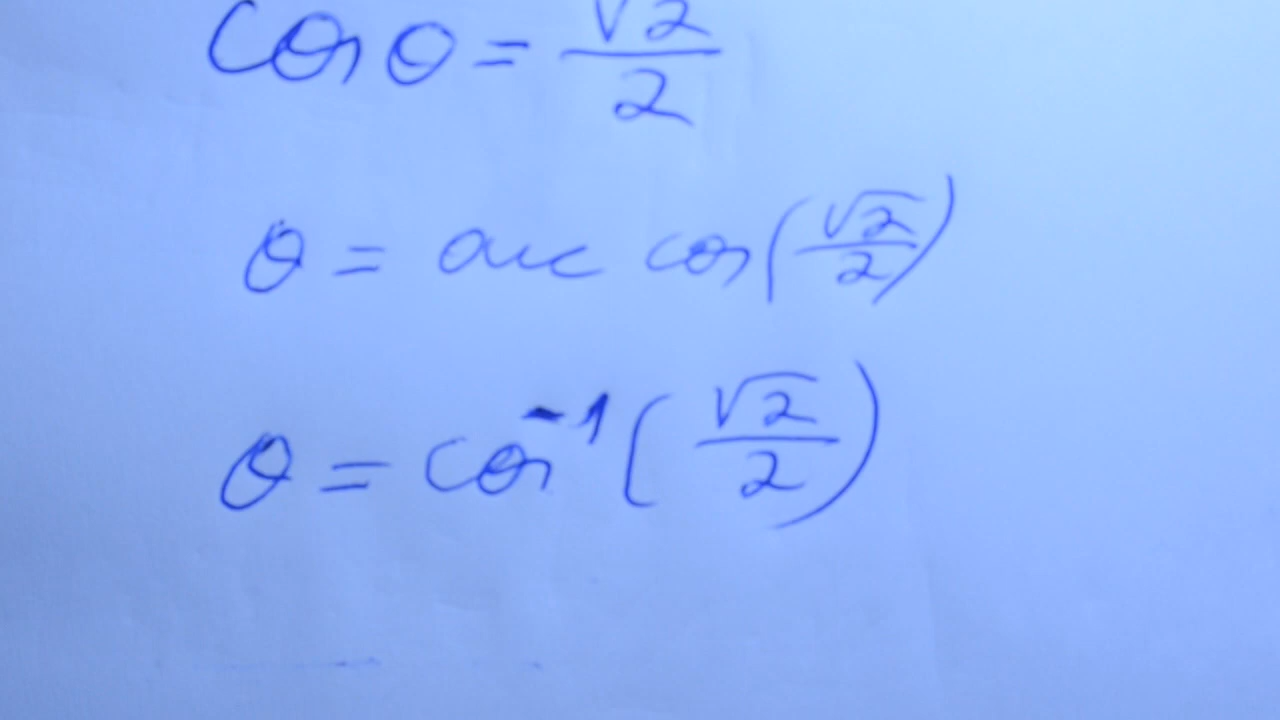 cos θ = √2/2
θ = arc cos(√2/2)
θ = cos⁻¹(√2/2)